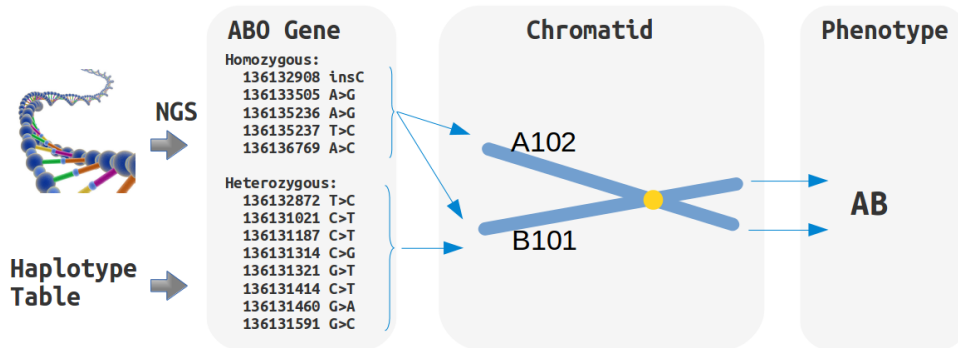 ABO Gene
Chromatid
Phenotype
NGS
Haplotype
Table
Homozygous:
136132908 insC
136133505 A>G
136135236 A>G
136135237 T>C
136136769 A>C
Heterozygous:
136132872 T>C
136131021 C>T
136131187 C>T
136131314 C>G
136131321 G>T
136131414 C>T
136131460 G>A
136131591 G>C
A102
B101
AB